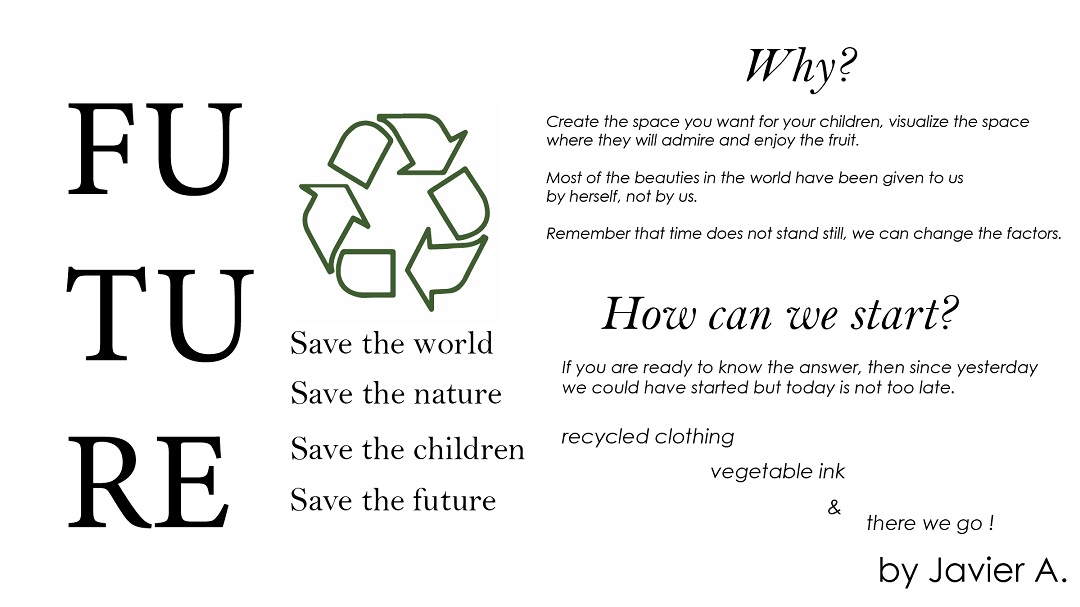 FU
TU
RE
Save the world
Save the nature
Save the children
Save the future
Why?
Create the space you want for your children, visualize the space
where they will admire and enjoy the fruit.
Most of the beauties in the world have been given to us
by herself, not by us.
Remember that time does not stand still, we can change the factors.
How can we start?
If you are ready to know the answer, then since yesterday
we could have started but today is not too late.
recycled clothing
vegetable ink
&
there we go !
by Javier A.